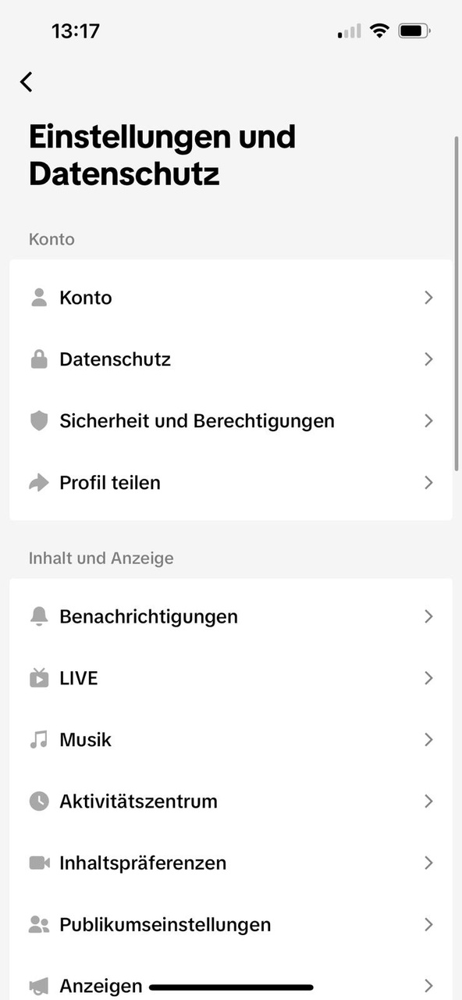 13:17
Einstellungen und
Datenschutz
Konto
Konto
Datenschutz
Sicherheit und Berechtigungen
Profil teilen
Inhalt und Anzeige
Benachrichtigungen
LIVE
Musik
Aktivitätszentrum
Inhaltspräferenzen
Publikumseinstellungen
Anzeigen